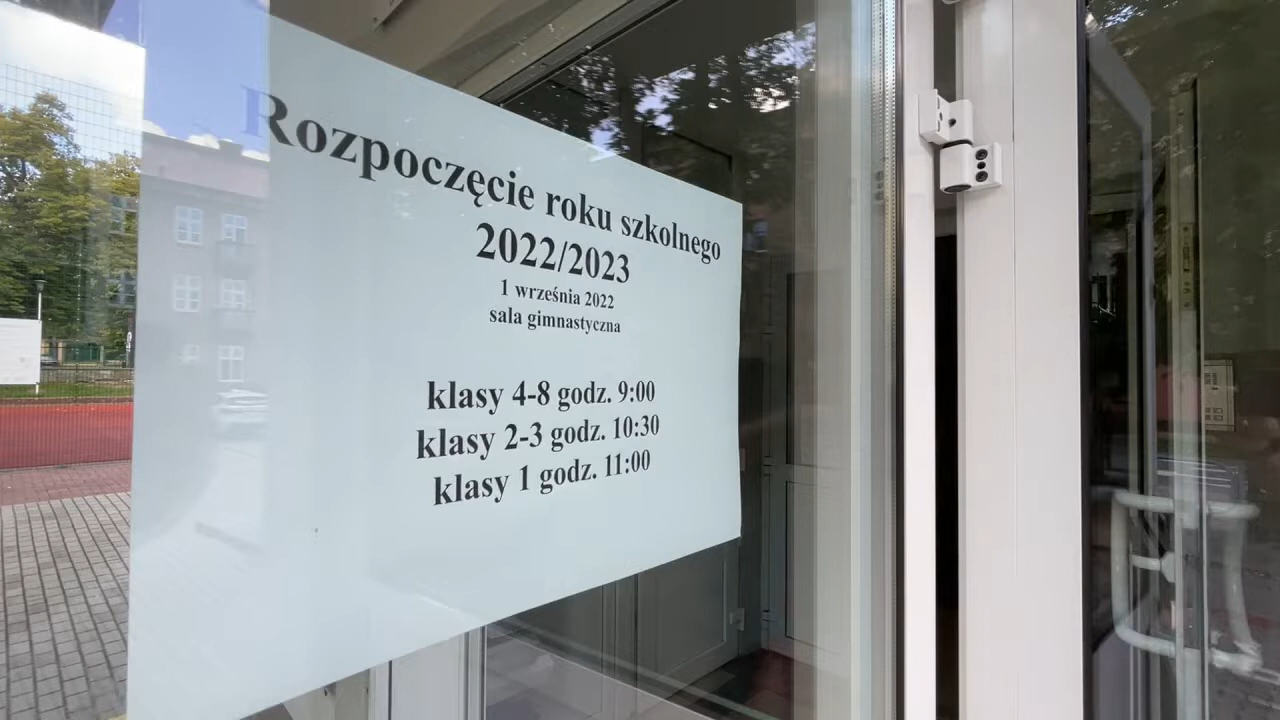 Rozpoczęcie roku szkolnego
2022/2023
1 września 2022
sala gimnastyczna
klasy 4-8 godz. 9:00
klasy 2-3 godz. 10:30
klasy 1 godz. 11:00